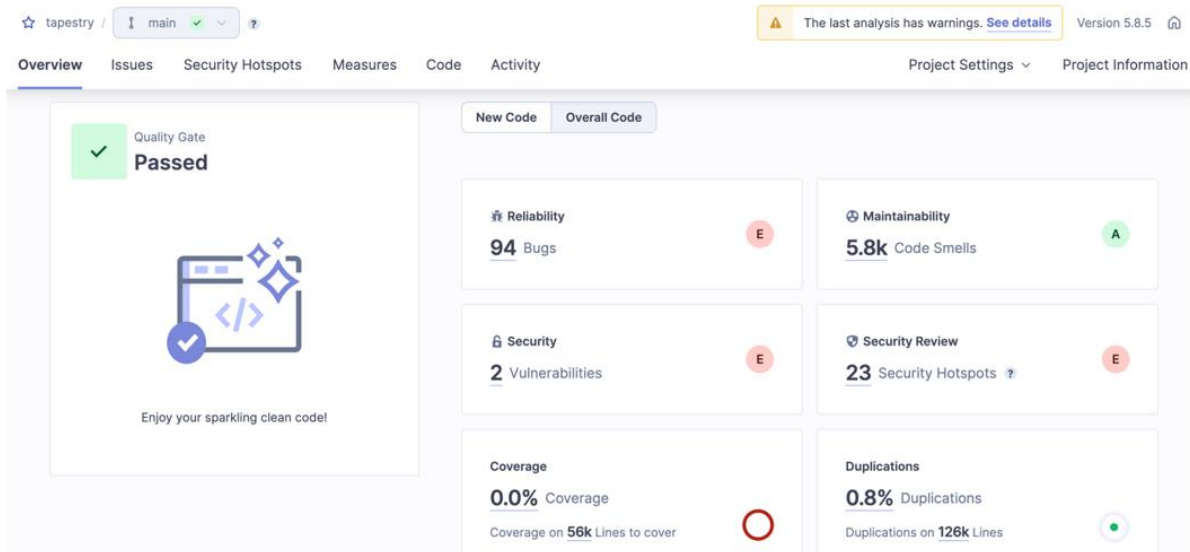 tapestry / main ?
The last analysis has warnings. See details Version 5.8.5
Overview Issues Security Hotspots Measures Code Activity
Project Settings Project Information
Quality Gate
Passed
</>
Enjoy your sparkling clean code!
New Code Overall Code
Reliability
94 Bugs
E
Maintainability
5.8k Code Smells
A
Security
2 Vulnerabilities
E
Security Review
23 Security Hotspots ?
E
Coverage
0.0% Coverage
Coverage on 56k Lines to cover
Duplications
0.8% Duplications
Duplications on 126k Lines